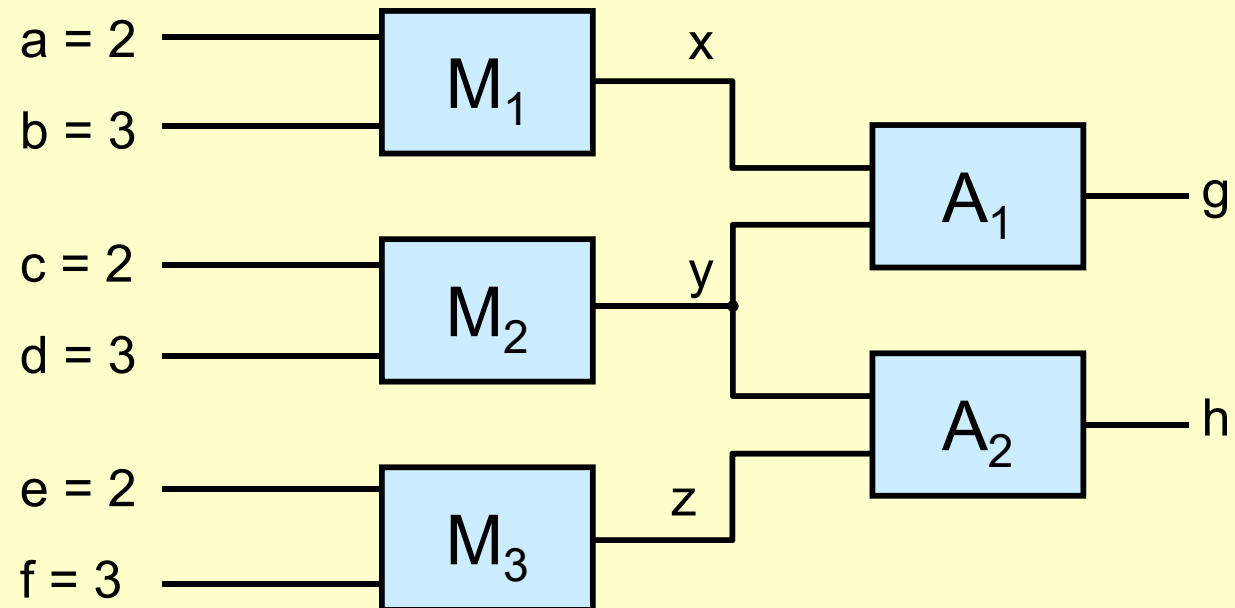 a = 2
b = 3
M₁
x
c = 2
d = 3
M₂
y
e = 2
f = 3
M₃
z
A₁
g
A₂
h